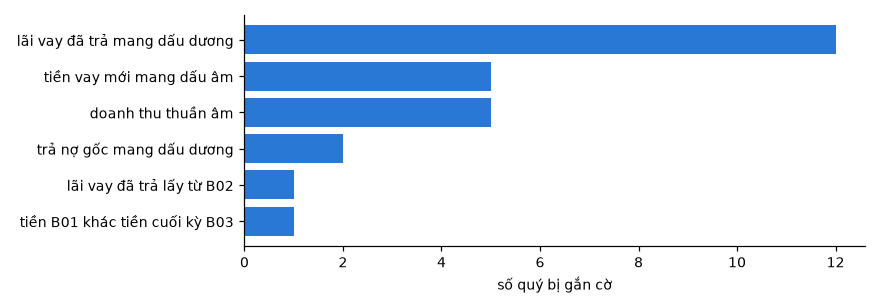 lãi vay đã trả mang dấu dương
tiền vay mới mang dấu âm
doanh thu thuần âm
trả nợ gốc mang dấu dương
lãi vay đã trả lấy từ B02
tiền B01 khác tiền cuối kỳ B03
0 2 4 6 8 10 12
số quý bị gắn cờ